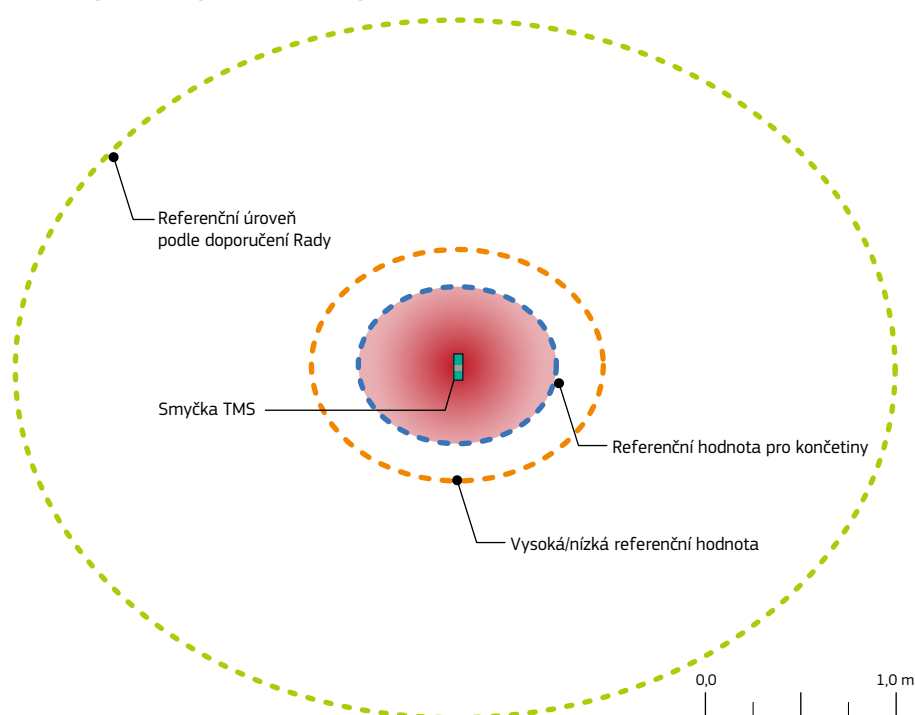 Referenční úroveň
podle doporučení Rady
Smyčka TMS
Referenční hodnota pro končetiny
Vysoká/nízká referenční hodnota
0,0
1,0 m